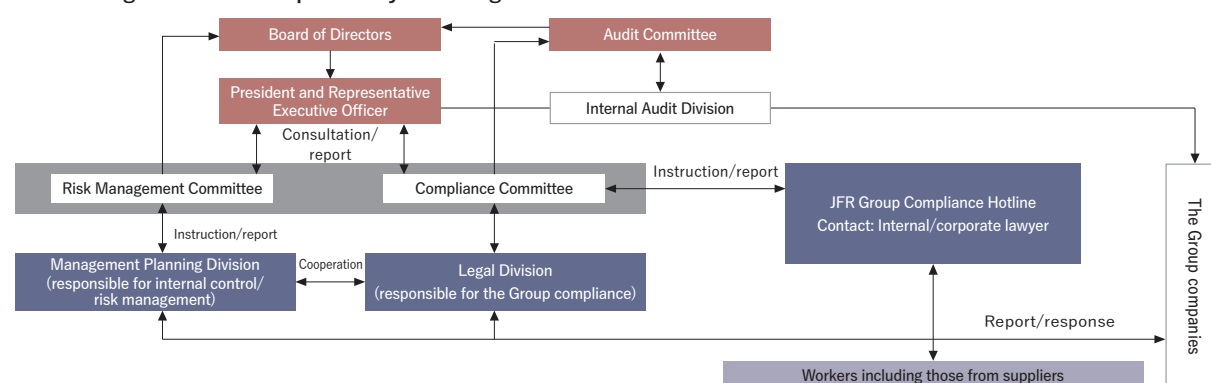 Board of Directors
Audit Committee
President and Representative
Executive Officer
Internal Audit Division
Consultation/
report
Risk Management Committee
Compliance Committee
Instruction/report
JFR Group Compliance Hotline
Contact: Internal/corporate lawyer
The Group companies
Instruction/report
Management Planning Division
(responsible for internal control/
risk management)
Cooperation
Legal Division
(responsible for the Group compliance)
Report/response
Workers including those from suppliers